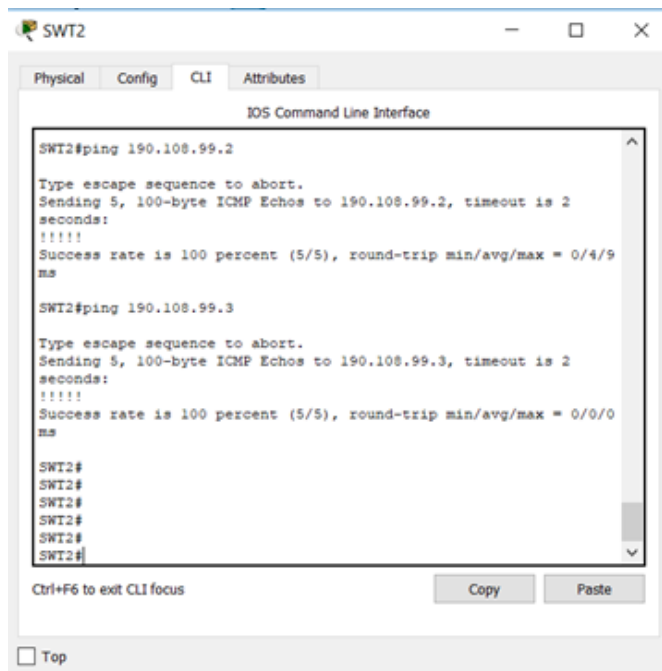 SWT2
Physical Config CLI Attributes
IOS Command Line Interface
SWT2#ping 190.108.99.2
Type escape sequence to abort.
Sending 5, 100-byte ICMP Echos to 190.108.99.2, timeout is 2
seconds:
!!!!!
Success rate is 100 percent (5/5), round-trip min/avg/max = 0/4/9
ms
SWT2#ping 190.108.99.3
Type escape sequence to abort.
Sending 5, 100-byte ICMP Echos to 190.108.99.3, timeout is 2
seconds:
!!!!!
Success rate is 100 percent (5/5), round-trip min/avg/max = 0/0/0
ms
SWT2#
SWT2#
SWT2#
SWT2#
SWT2#
SWT2#
Ctrl+F6 to exit CLI focus
Copy Paste
Top